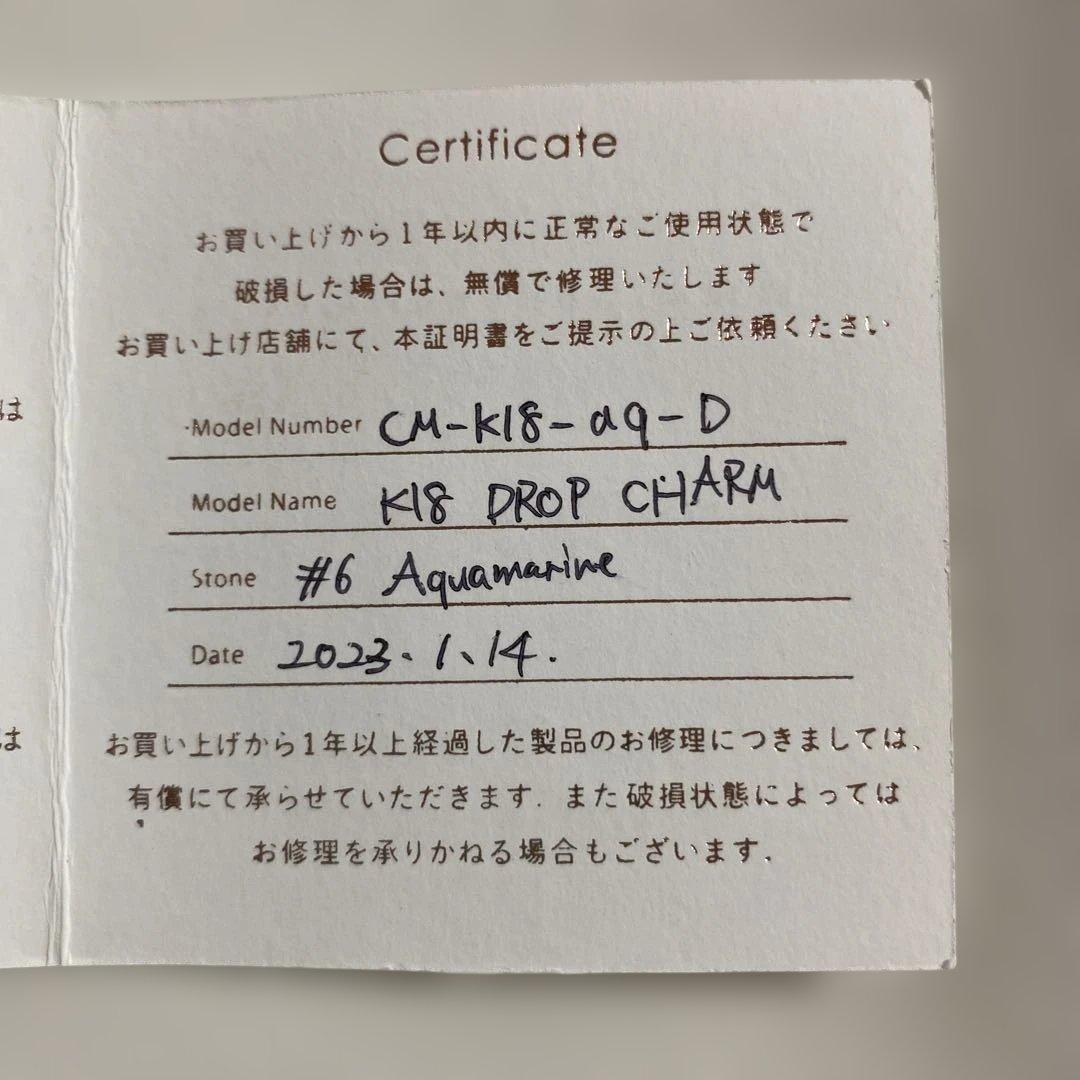 Certificate
お買い上げから1年以内に正常なご使用状態で
破損した場合は、無償で修理いたします
お買い上げ店舗にて、本証明書をご提示の上ご依頼ください
Model Number CM-K18-aq-D
Model Name K18 DROP CHARM
Stone #6 Aquamarine
Date 2023.1.14.
お買い上げから1年以上経過した製品のお修理につきましては、
有償にて承らせていただきます. また破損状態によっては
お修理を承りかねる場合もございます.
は
は